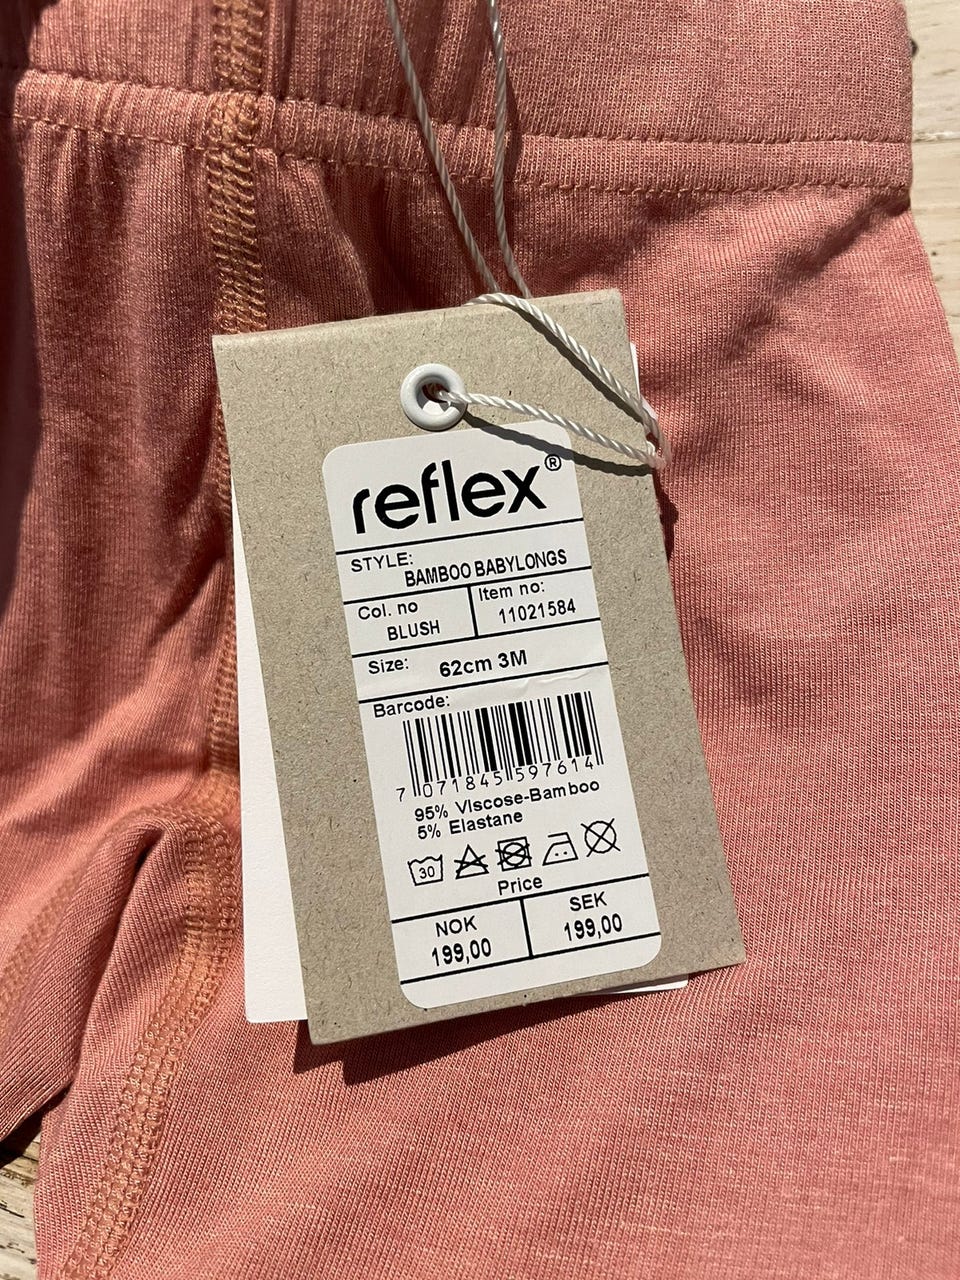 reflex®
STYLE:
BAMBOO BABYLONGS
Col. no
BLUSH
Item no:
11021584
Size: 62cm 3M
Barcode:
7 071845 597614
95% Viscose-Bamboo
5% Elastane
30
Price
NOK
199,00
SEK
199,00